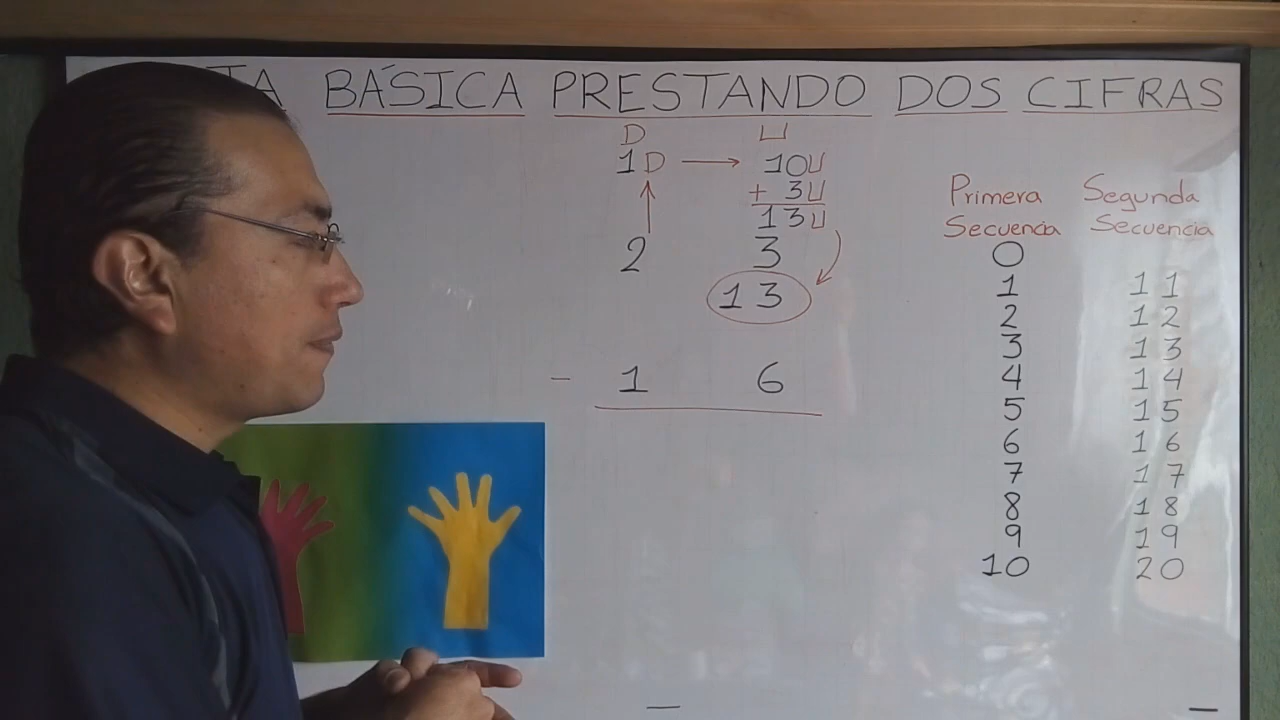 BÁSICA PRESTANDO DOS CIFRAS
D U
1D → 10U
+ 3U
13U
2 3
13
- 1 6
Primera Segunda
Secuencia Secuencia
0
1 11
2 12
3 13
4 14
5 15
6 16
7 17
8 18
9 19
10 20